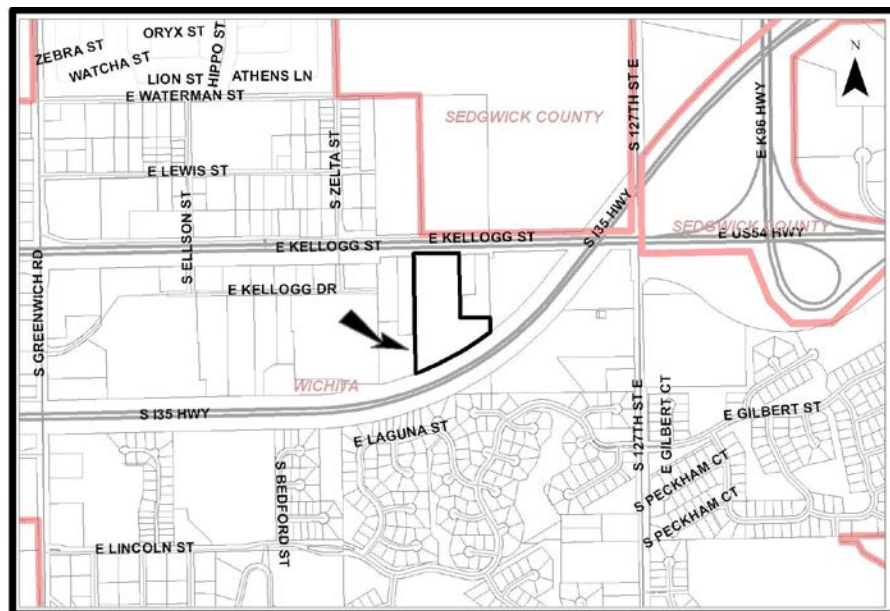 ORYX ST
HIPPO ST
ZEBRA ST
WATCHA ST
LION ST
ATHENS LN
E WATERMAN ST
N
SEDGWICK COUNTY
S 127TH ST E
E K96 HWY
E LEWIS ST
S ZELTA ST
S ELLSON ST
S I35 HWY
SEDGWICK COUNTY
E KELLOGG ST
E KELLOGG ST
E US54 HWY
E KELLOGG DR
S GREENWICH RD
WICHITA
S I35 HWY
E LAGUNA ST
S 127TH ST E
E GILBERT CT
E GILBERT ST
S BEDFORD ST
S PECKHAM CT
S PECKHAM CT
E LINCOLN ST